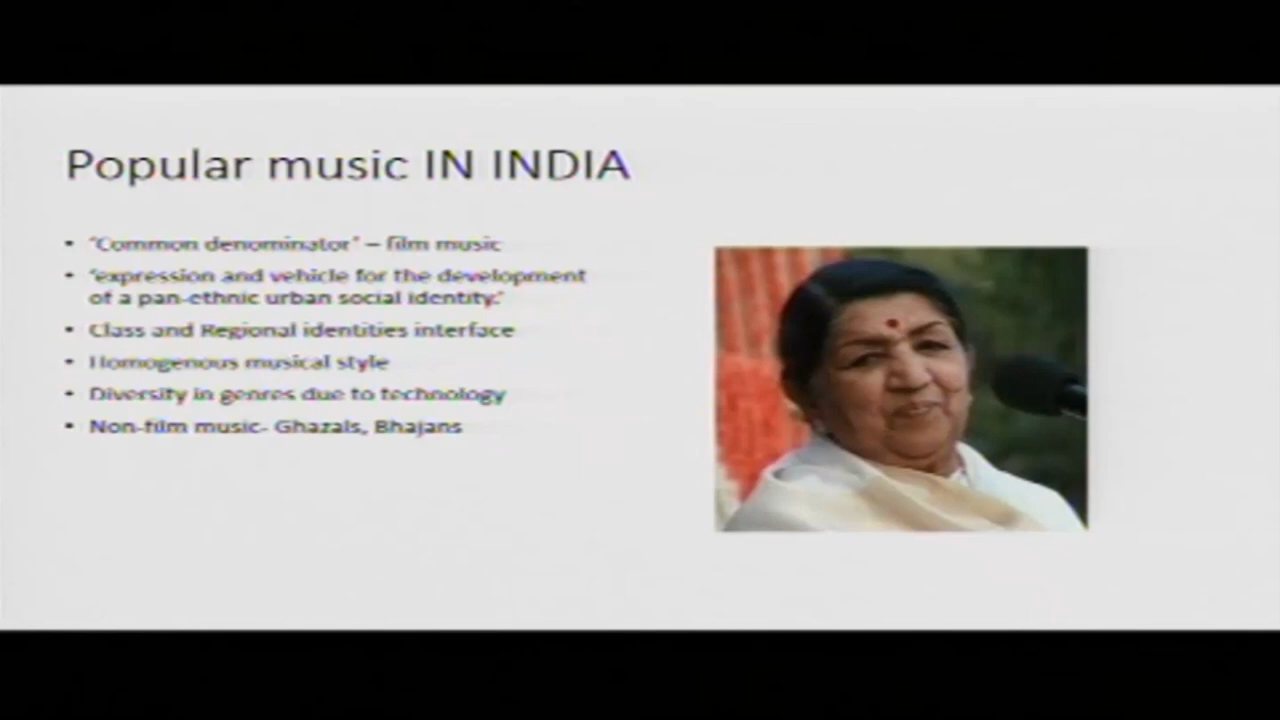 Popular music IN INDIA
• 'Common denominator' – film music
• 'expression and vehicle for the development
of a pan-ethnic urban social identity.'
• Class and Regional identities interface
• Homogenous musical style
• Diversity in genres due to technology
• Non-film music- Ghazals, Bhajans